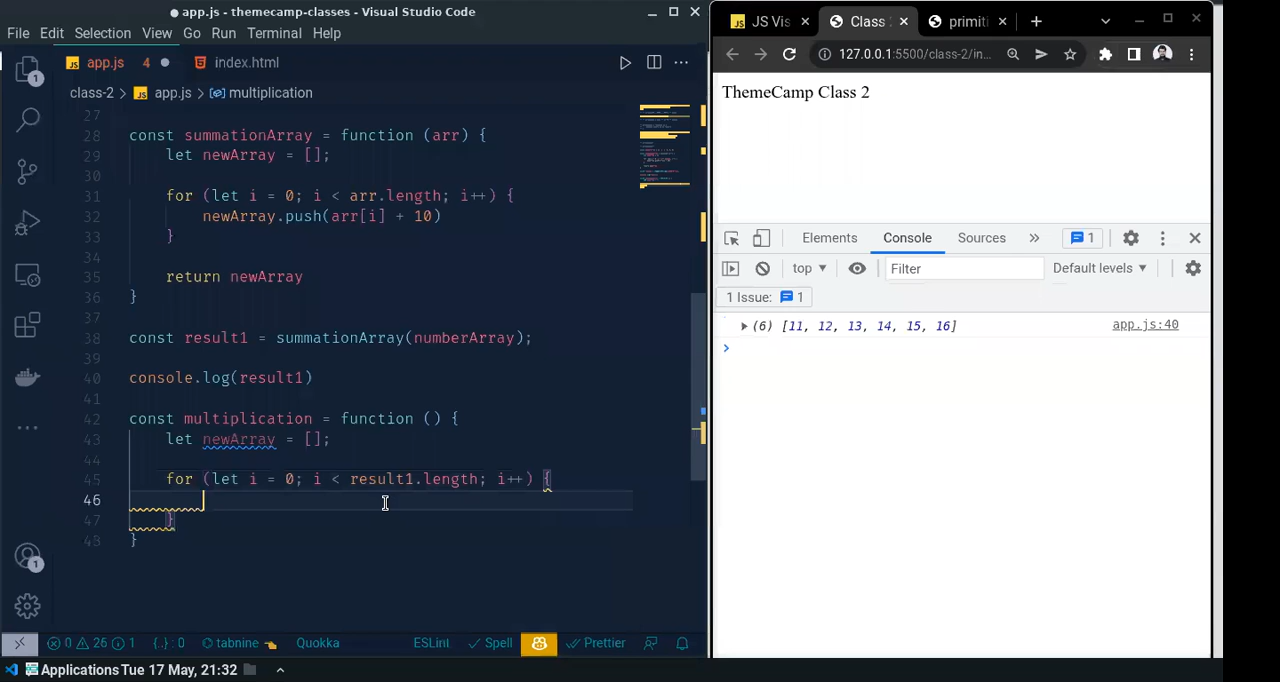 app.js - themecamp-classes - Visual Studio Code
File Edit Selection View Go Run Terminal Help
JS app.js 4 index.html
class-2 > JS app.js > multiplication
27
28 const summationArray = function (arr) {
29 let newArray = [];
30
31 for (let i = 0; i < arr.length; i++) {
32 newArray.push(arr[i] + 10)
33 }
34
35 return newArray
36 }
37
38 const result1 = summationArray(numberArray);
39
40 console.log(result1)
41
42 const multiplication = function () {
43 let newArray = [];
44
45 for (let i = 0; i < result1.length; i++) {
46
47 }
48 }
1
1
0 26 1 {..} : 0 tabnine Quokka ESLint Spell Prettier
Applications Tue 17 May, 21:32
JS JS Vis Class 2 primiti
127.0.0.1:5500/class-2/in...
ThemeCamp Class 2
Elements Console Sources 1
top Filter Default levels
1 Issue: 1
(6) [11, 12, 13, 14, 15, 16] app.js:40